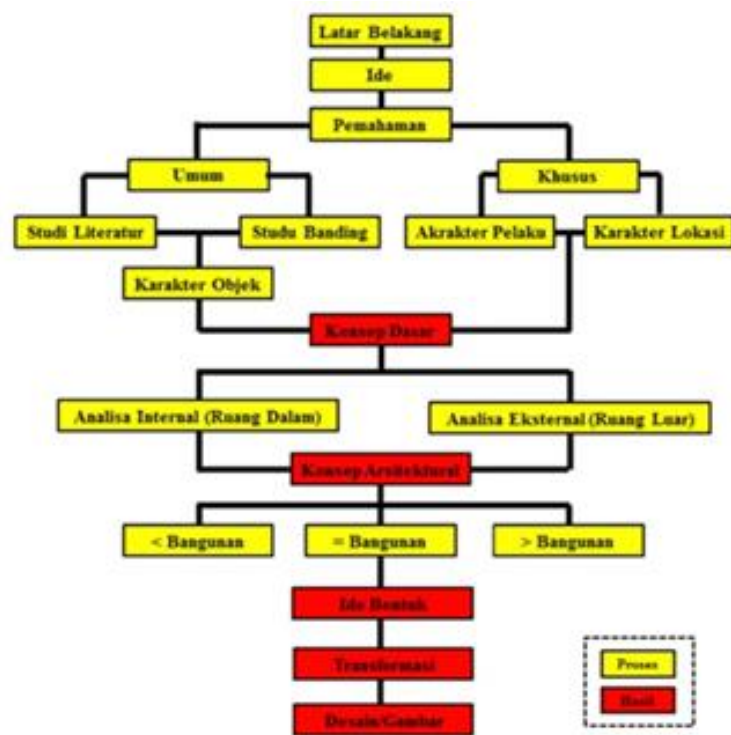 Latar Belakang
Ide
Pemahaman
Umum
Khusus
Studi Literatur
Studu Banding
Akrakter Pelaku
Karakter Lokasi
Karakter Objek
Konsep Dasar
Analisa Internal (Ruang Dalam)
Analisa Eksternal (Ruang Luar)
Konsep Arsitektural
< Bangunan
= Bangunan
> Bangunan
Ide Bentuk
Transformasi
Desain/Gambar
Proses
Hasil